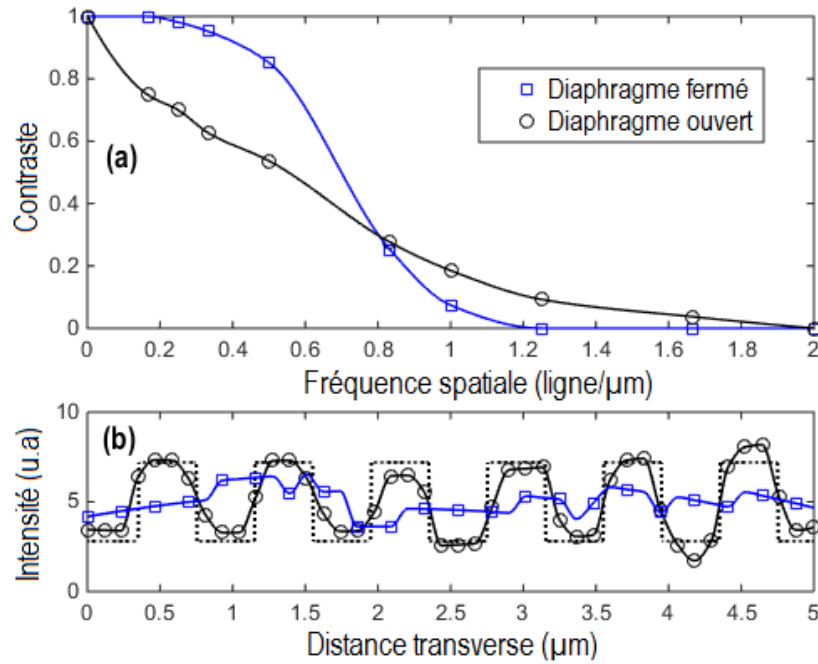 1
0.8
0.6
0.4
0.2
0
Contraste
(a)
Diaphragme fermé
Diaphragme ouvert
0 0.2 0.4 0.6 0.8 1 1.2 1.4 1.6 1.8 2
Fréquence spatiale (ligne/µm)
10
5
0
Intensité (u.a)
(b)
0 0.5 1 1.5 2 2.5 3 3.5 4 4.5 5
Distance transverse (µm)